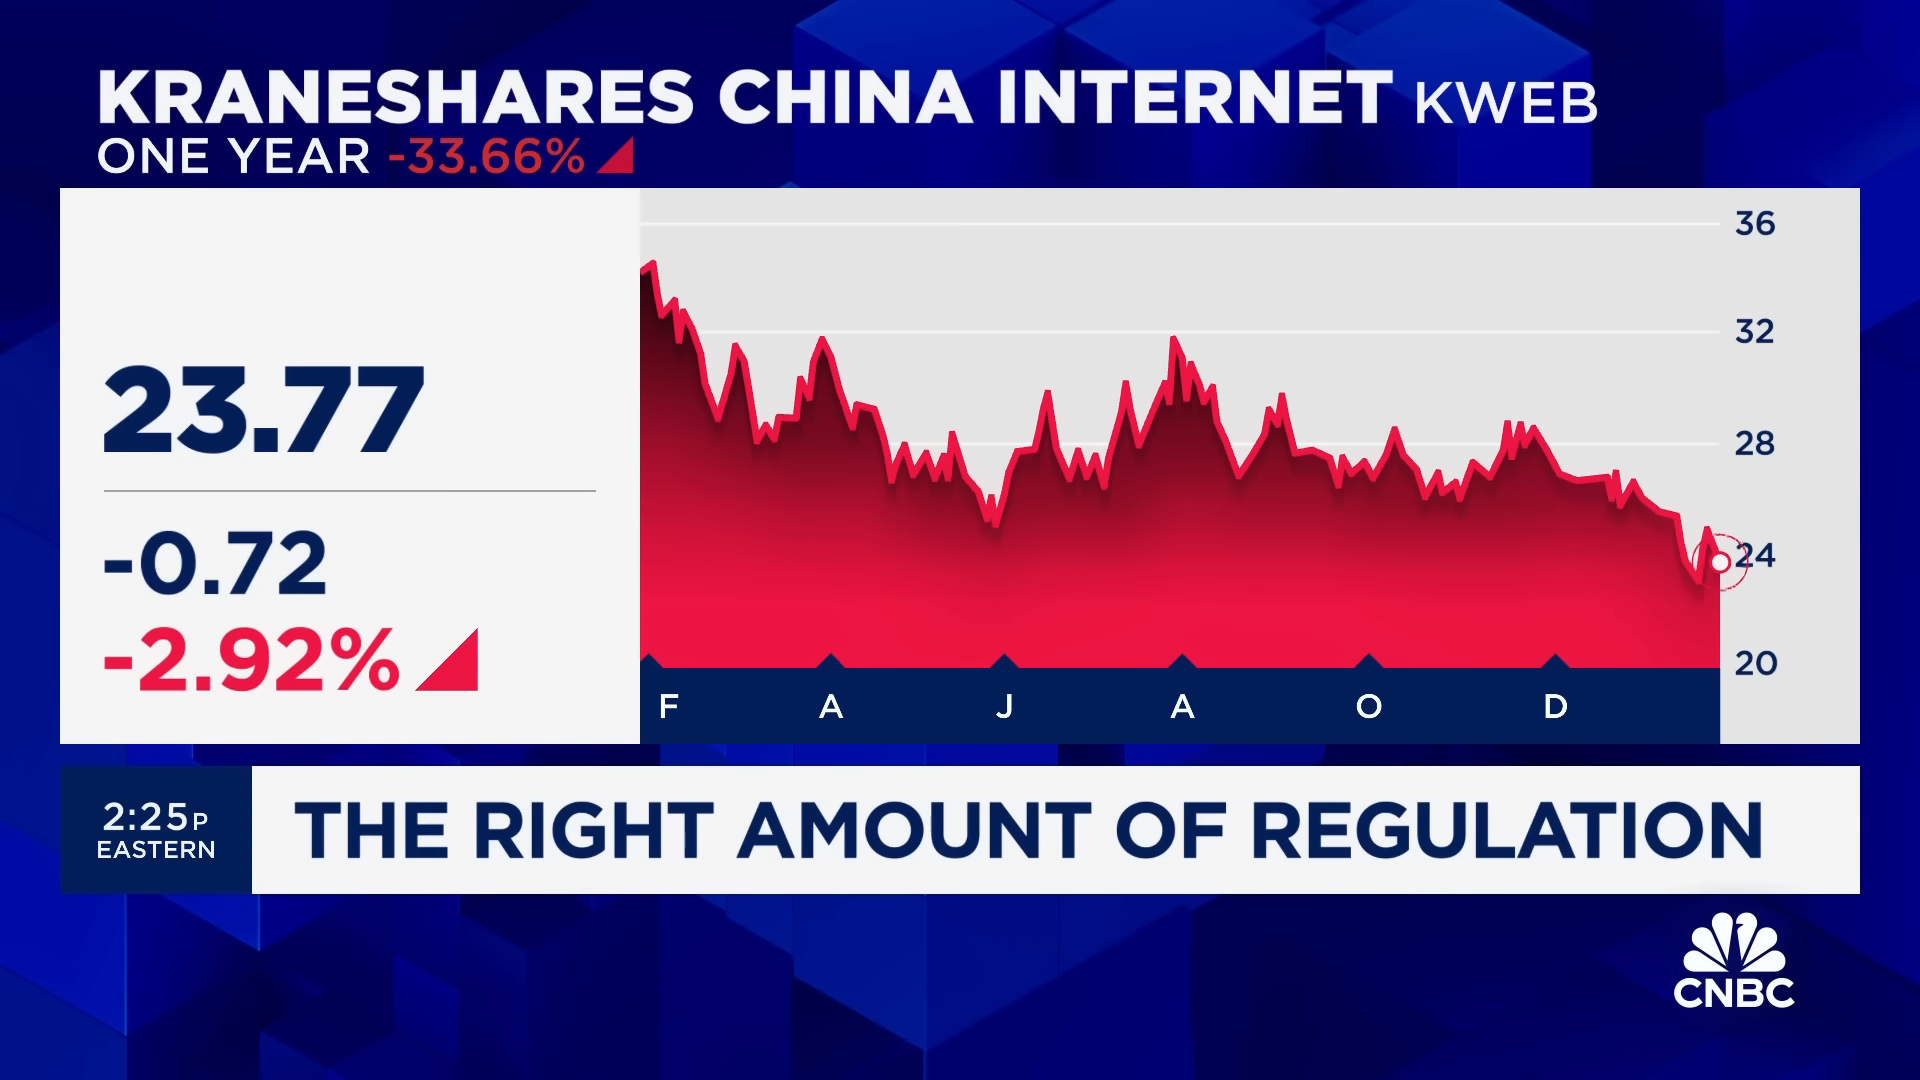 KRANESHARES CHINA INTERNET KWEB
ONE YEAR -33.66%
23.77
-0.72
-2.92%
36
32
28
24
20
F A J A O D
2:25P
EASTERN
THE RIGHT AMOUNT OF REGULATION
CNBC